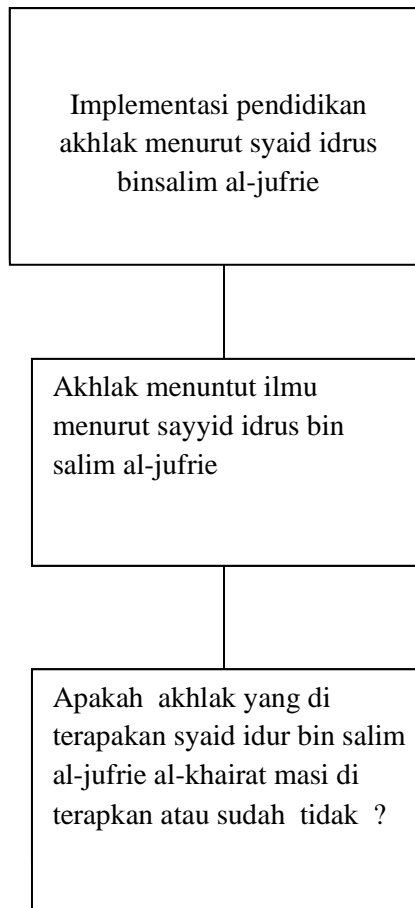 Implementasi pendidikan
akhlak menurut syaid idrus
binsalim al-jufrie
Akhlak menuntut ilmu
menurut sayyid idrus bin
salim al-jufrie
Apakah akhlak yang di
terapakan syaid idur bin salim
al-jufrie al-khairat masi di
terapkan atau sudah tidak ?